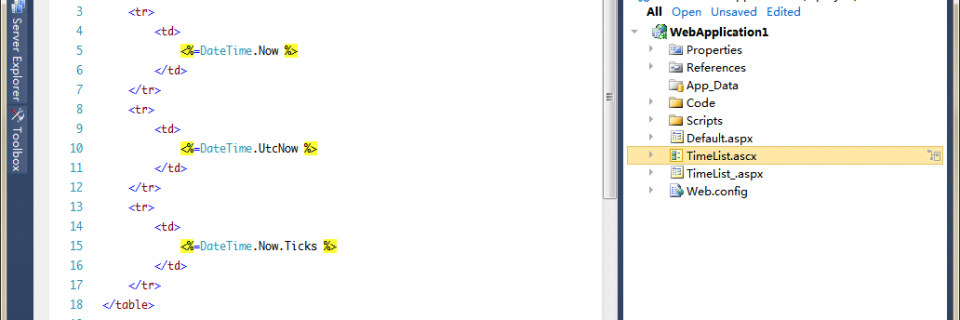 Server Explorer
Toolbox
3 <tr>
4 <td>
5 <%=DateTime.Now %>
6 </td>
7 </tr>
8 <tr>
9 <td>
10 <%=DateTime.UtcNow %>
11 </td>
12 </tr>
13 <tr>
14 <td>
15 <%=DateTime.Now.Ticks %>
16 </td>
17 </tr>
18 </table>
All Open Unsaved Edited
WebApplication1
Properties
References
App_Data
Code
Scripts
Default.aspx
TimeList.ascx
TimeList_.aspx
Web.config